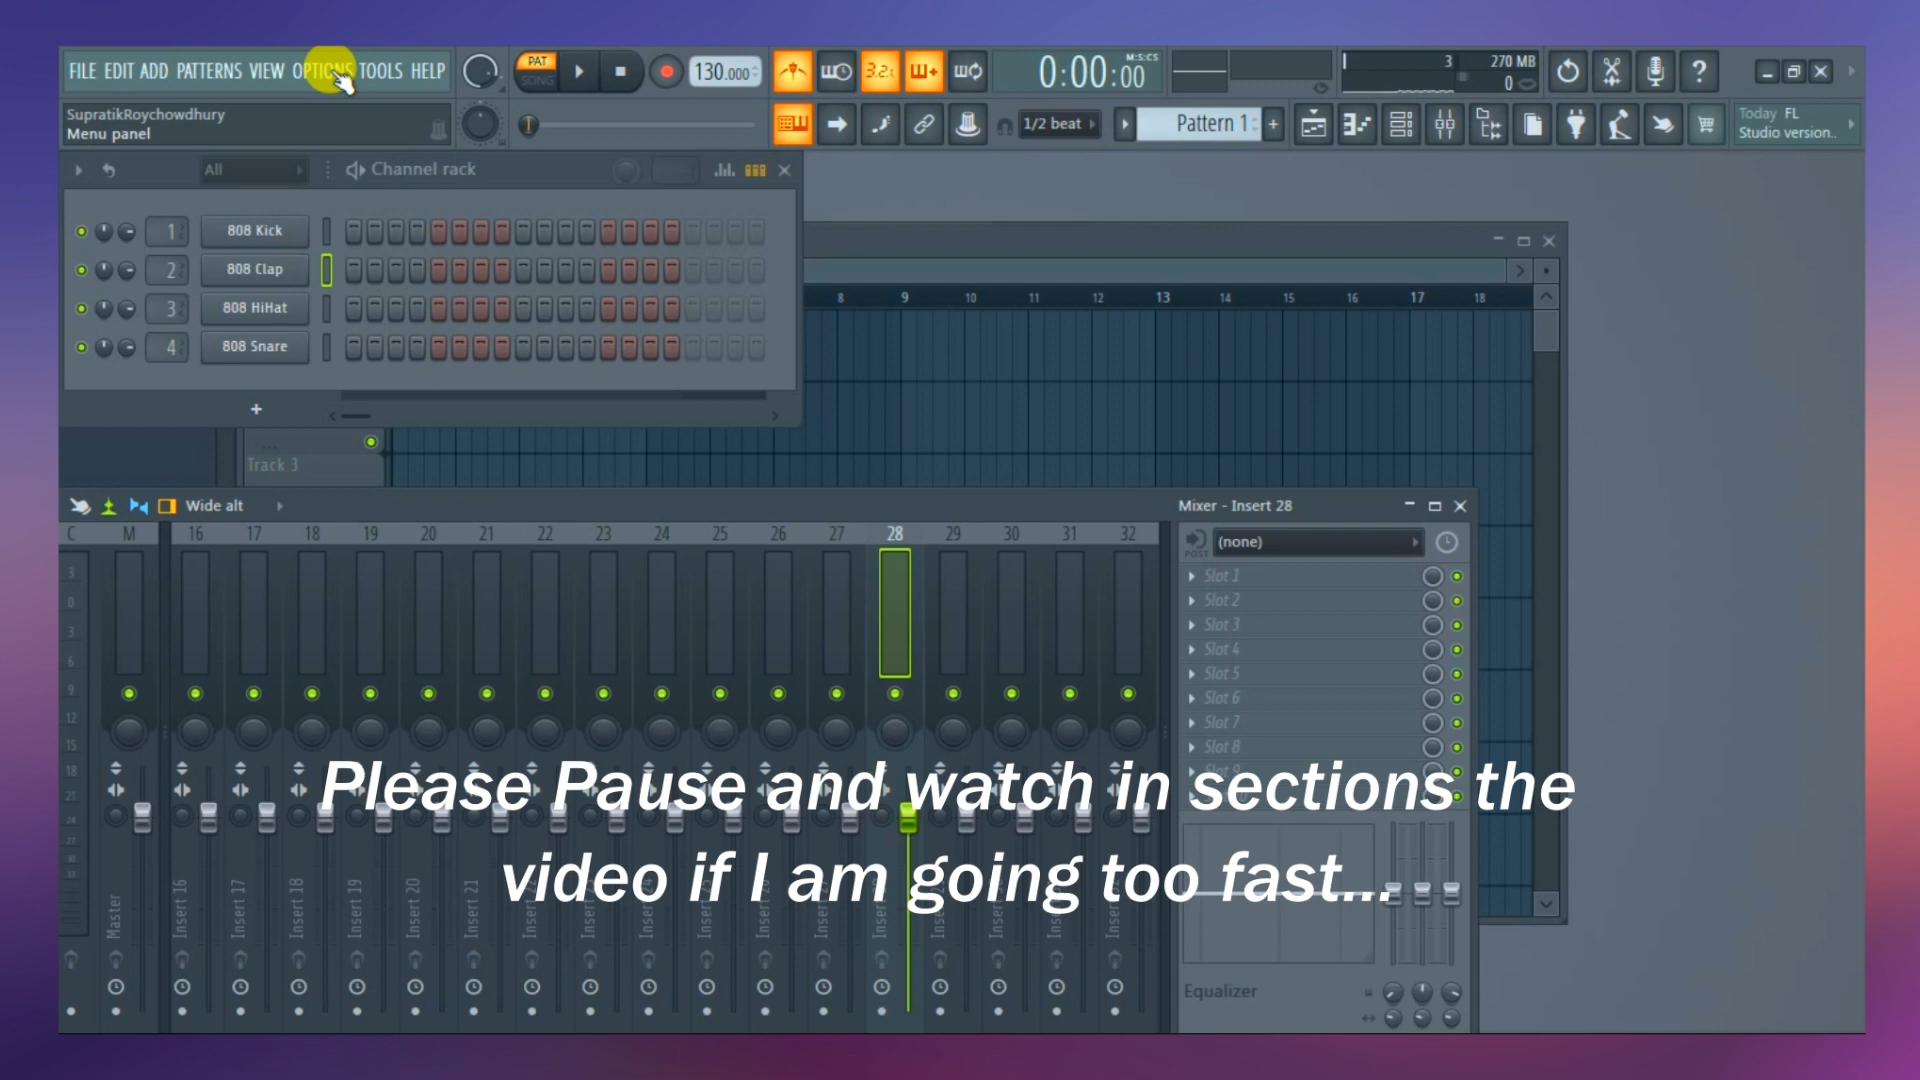 FILE EDIT ADD PATTERNS VIEW OPTIONS TOOLS HELP
PAT
SONG
130.000
3.2.
0:00:00
M:S:CS
3
270 MB
0
?
SupratikRoychowdhury
Menu panel
1/2 beat
Pattern 1
+
Today FL
Studio version..
All
Channel rack
1 808 Kick
2 808 Clap
3 808 HiHat
4 808 Snare
+
8 9 10 11 12 13 14 15 16 17 18
...
Track 3
Wide alt
Mixer - Insert 28
C M 16 17 18 19 20 21 22 23 24 25 26 27 28 29 30 31 32
POST
(none)
Slot 1
Slot 2
Slot 3
Slot 4
Slot 5
Slot 6
Slot 7
Slot 8
Slot 9
3
0
3
6
9
12
15
18
21
24
27
Please Pause and watch in sections the
video if I am going too fast...
Master
Insert 16
Insert 17
Insert 18
Insert 19
Insert 20
Insert 21
Equalizer